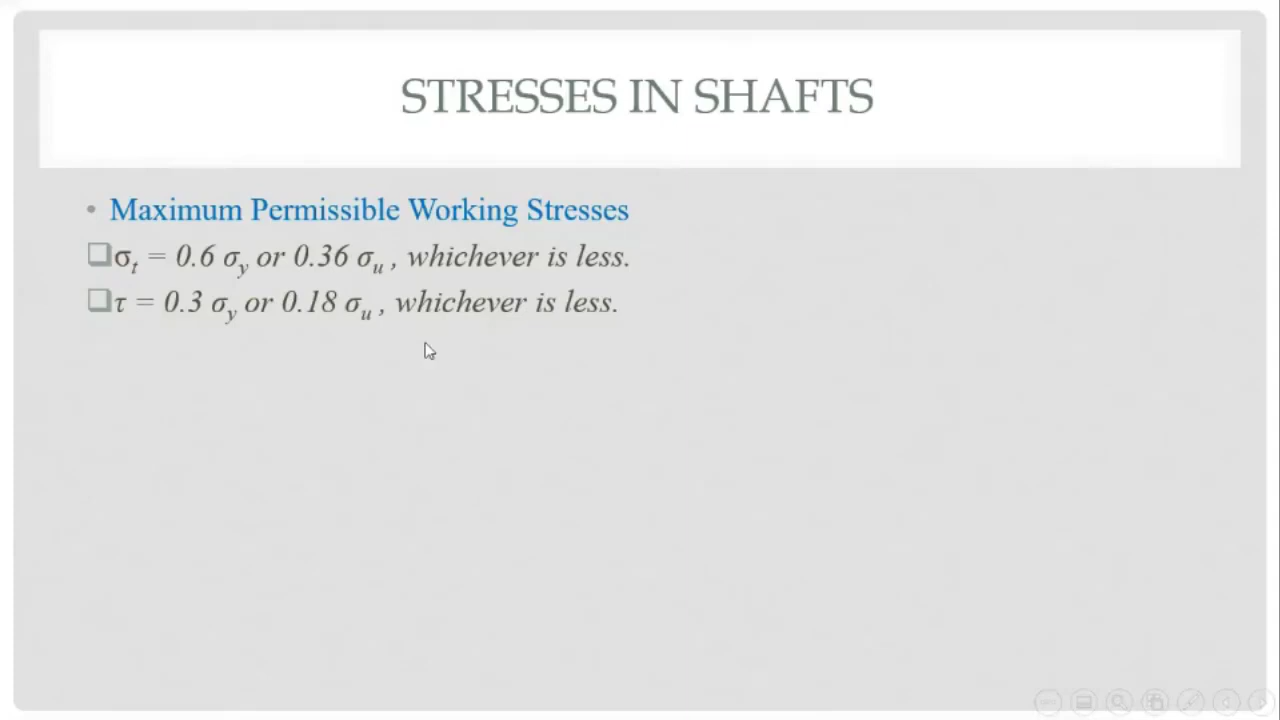 STRESSES IN SHAFTS
• Maximum Permissible Working Stresses
❑σt = 0.6 σy or 0.36 σu , whichever is less.
❑τ = 0.3 σy or 0.18 σu , whichever is less.